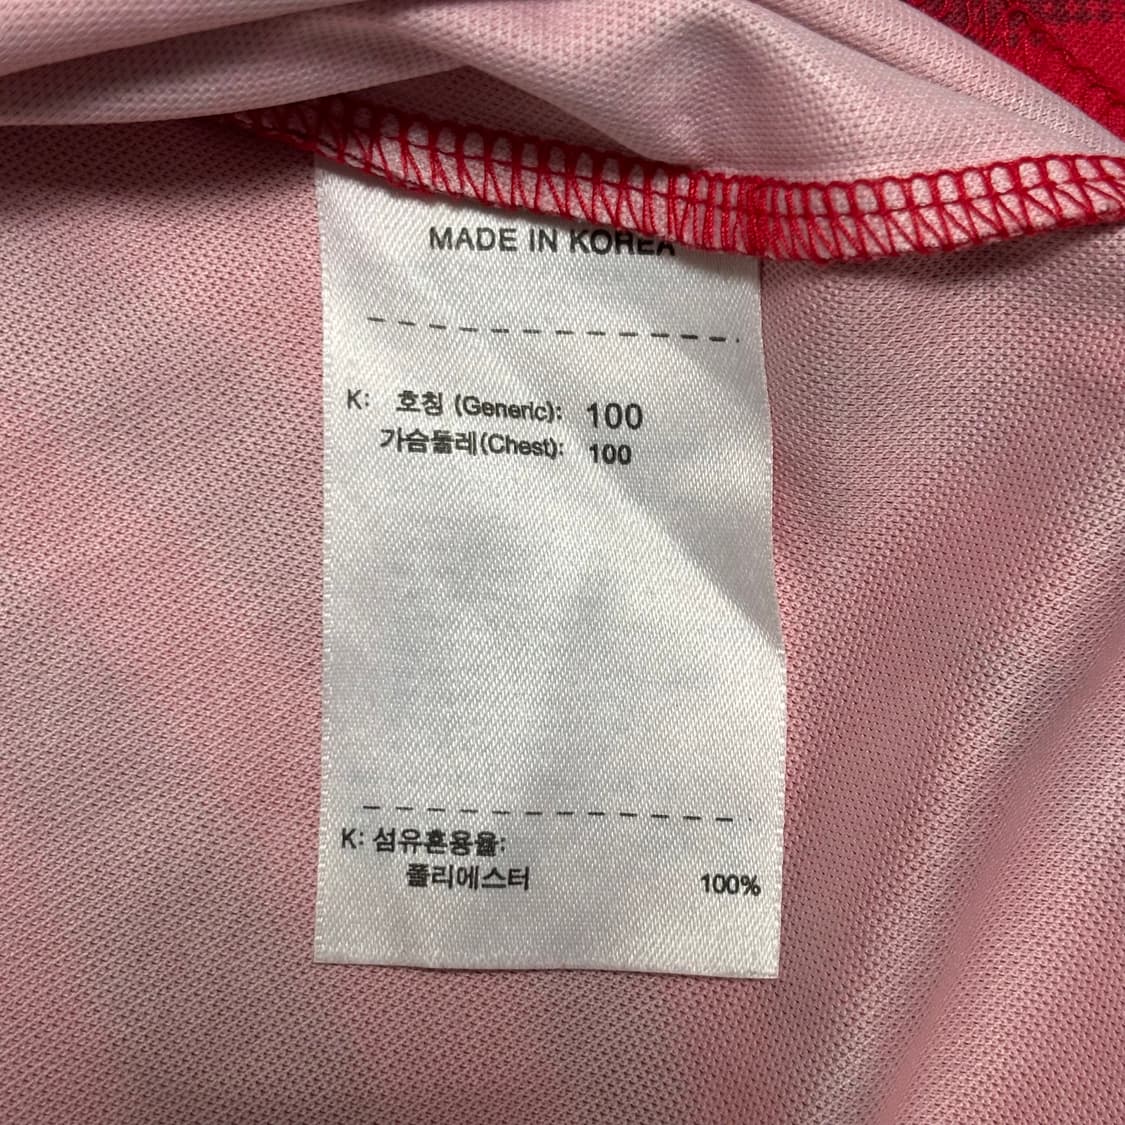 MADE IN KOREA
K: 호칭 (Generic): 100
가슴둘레(Chest): 100
K: 섬유혼용율:
폴리에스터 100%